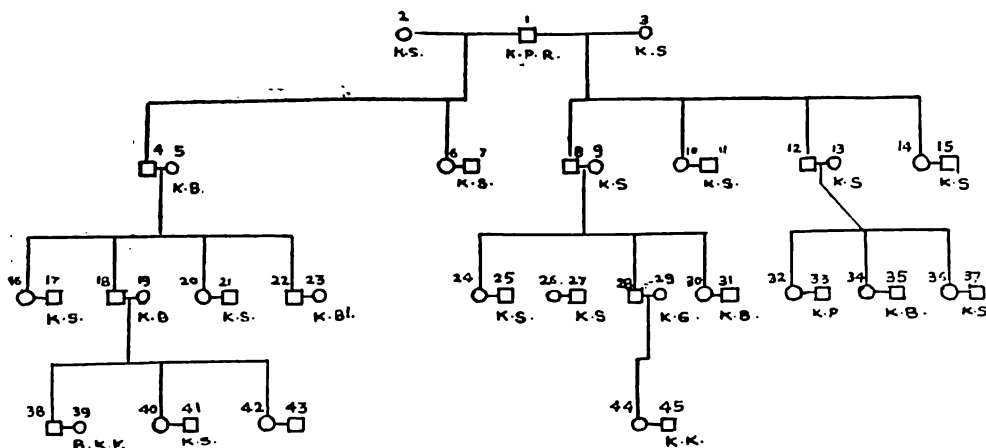 2 1 3
K.S. K.P.R. K.S
4 5 6 7 8 9 10 11 12 13 14 15
K.B. K.S. K.S K.S. K.S K.S
16 17 18 19 20 21 22 23 24 25 26 27 28 29 30 31 32 33 34 35 36 37
K.S. K.B K.S. K.B!. K.S. K.S K.G. K.B. K.P K.B. K.S
38 39 40 41 42 43 44 45
B.K.K. K.S. K.K.